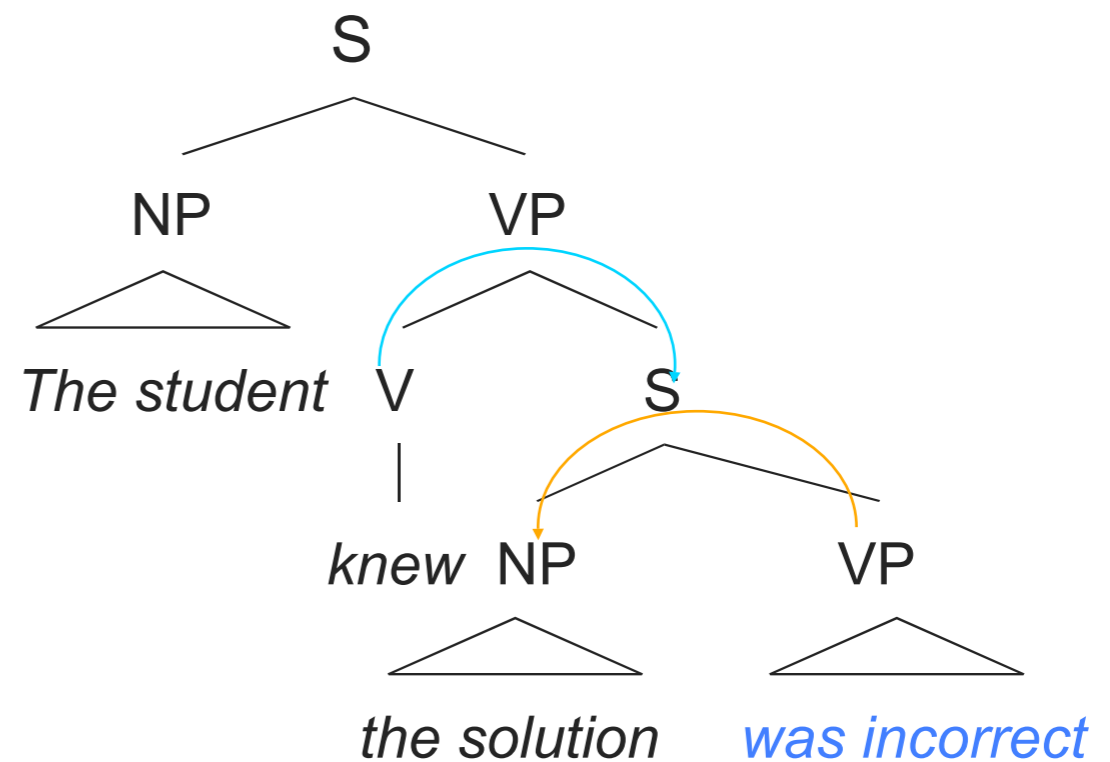 S
NP VP
The student V S
knew NP VP
the solution was incorrect